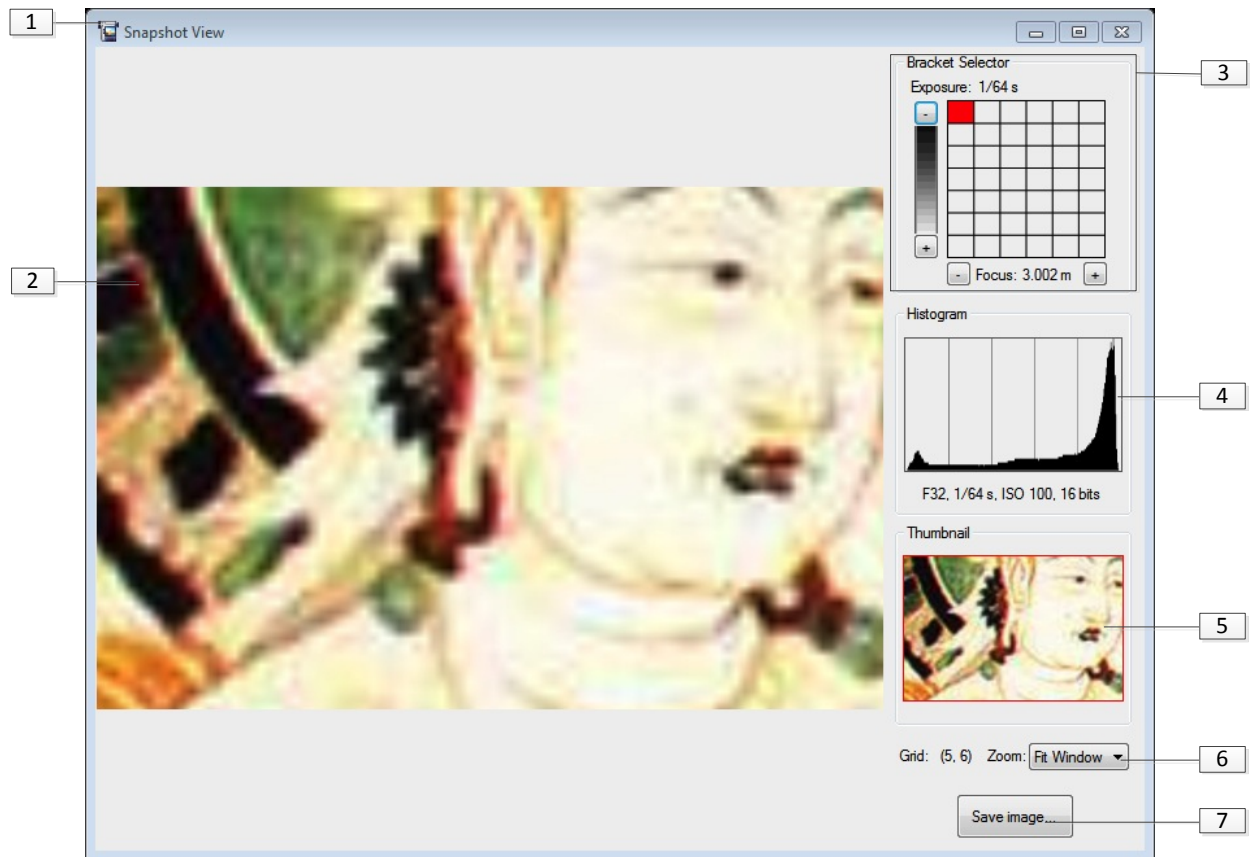 1
Snapshot View
Bracket Selector
3
Exposure: 1/64 s
-
+
- Focus: 3.002 m +
2
Histogram
4
F32, 1/64 s, ISO 100, 16 bits
Thumbnail
5
Grid: (5, 6) Zoom: Fit Window
6
Save image...
7